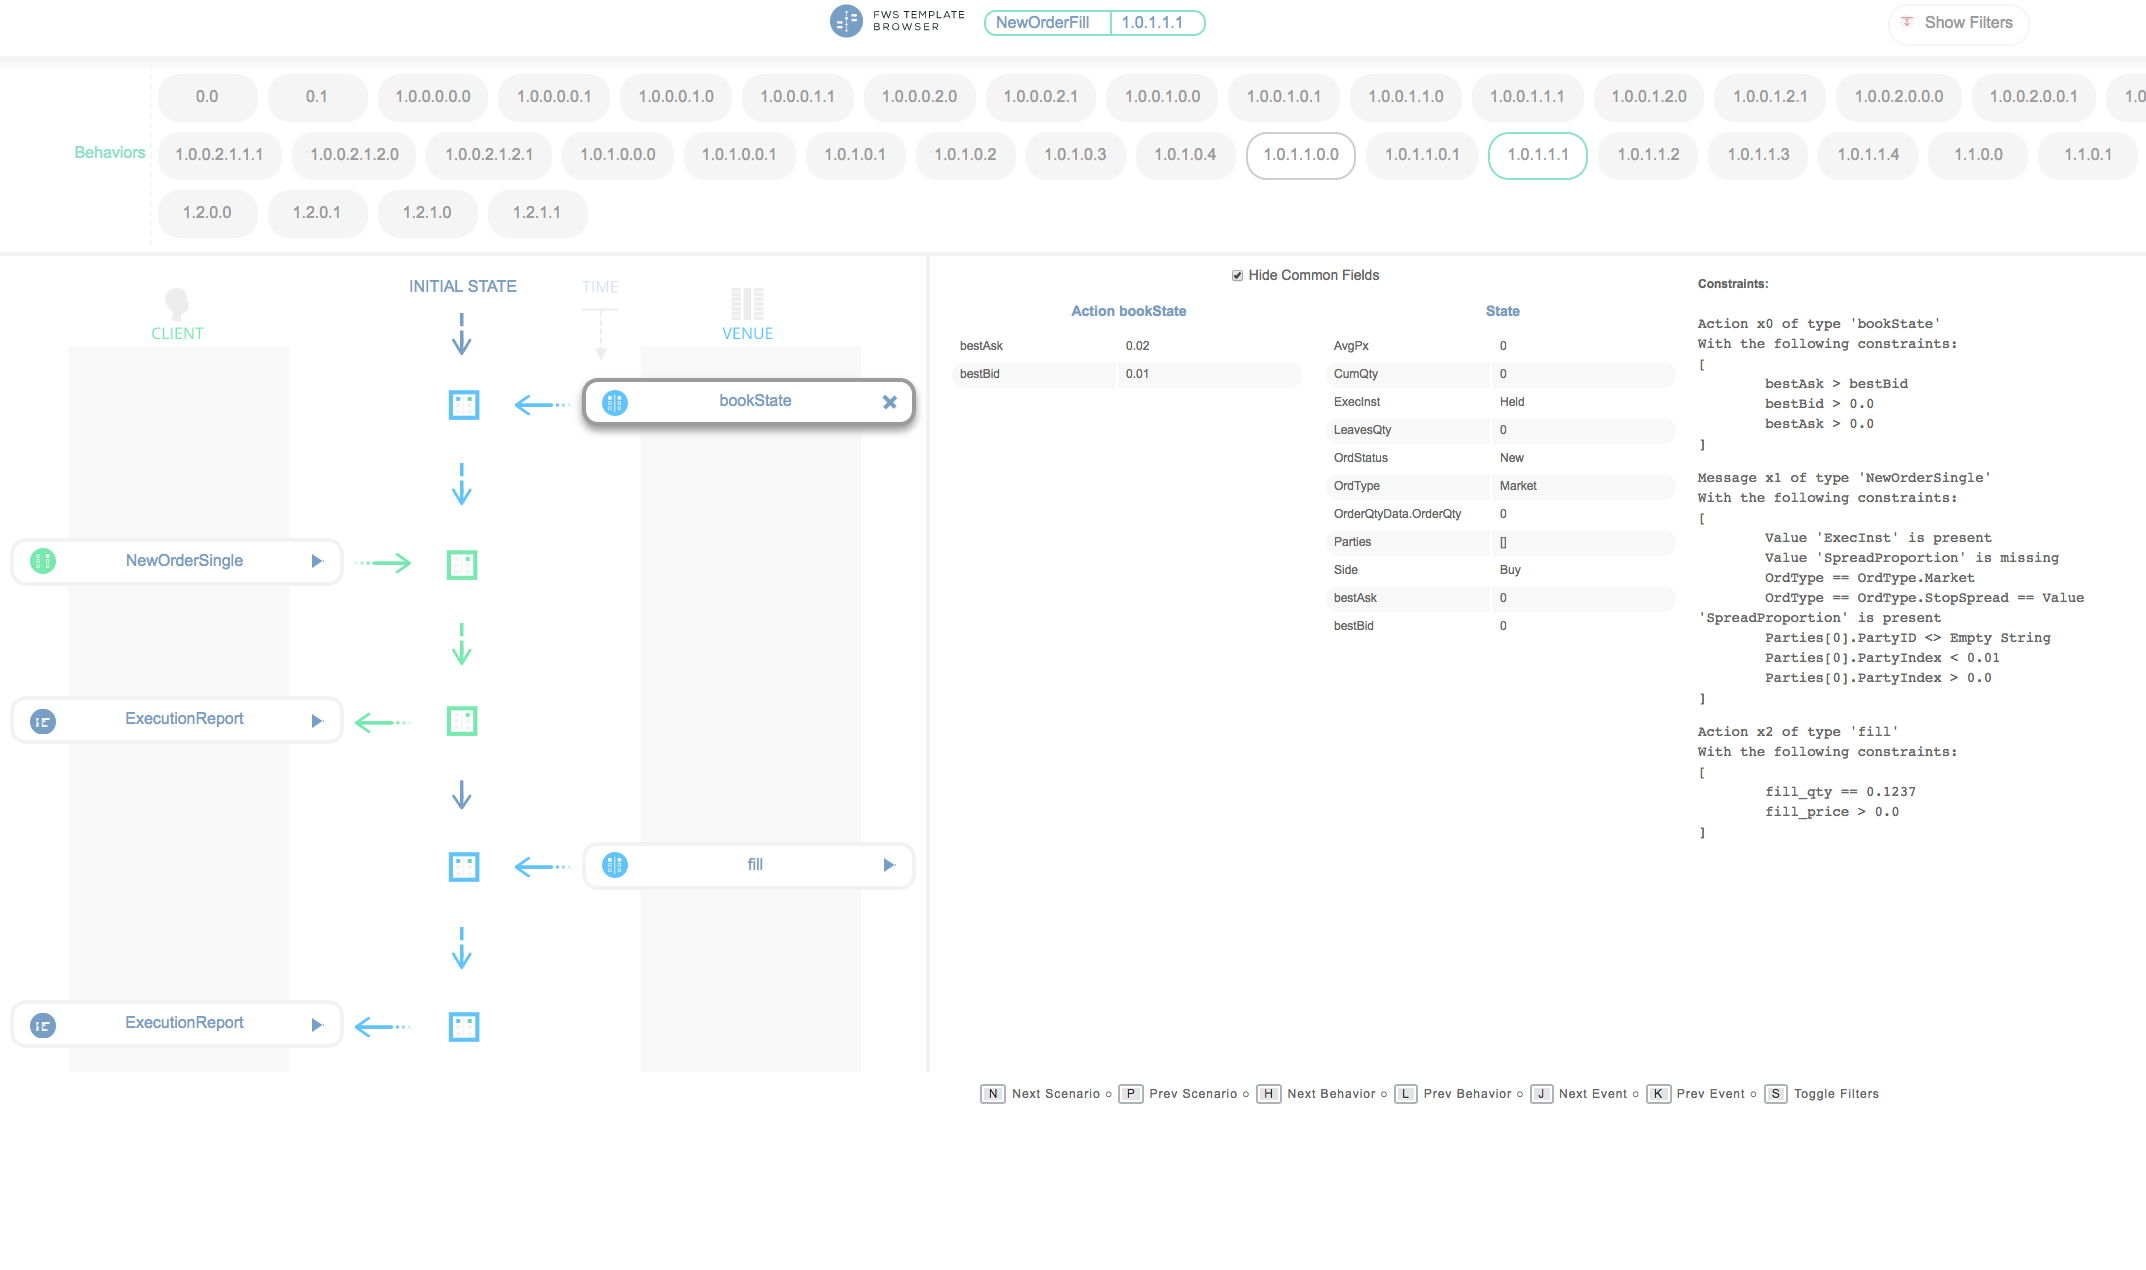 FWS TEMPLATE
BROWSER
NewOrderFill 1.0.1.1.1
Show Filters
0.0 0.1 1.0.0.0.0.0 1.0.0.0.0.1 1.0.0.0.1.0 1.0.0.0.1.1 1.0.0.0.2.0 1.0.0.0.2.1 1.0.0.1.0.0 1.0.0.1.0.1 1.0.0.1.1.0 1.0.0.1.1.1 1.0.0.1.2.0 1.0.0.1.2.1 1.0.0.2.0.0.0 1.0.0.2.0.0.1 1.0
Behaviors
1.0.0.2.1.1.1 1.0.0.2.1.2.0 1.0.0.2.1.2.1 1.0.1.0.0.0 1.0.1.0.0.1 1.0.1.0.1 1.0.1.0.2 1.0.1.0.3 1.0.1.0.4 1.0.1.1.0.0 1.0.1.1.0.1 1.0.1.1.1 1.0.1.1.2 1.0.1.1.3 1.0.1.1.4 1.1.0.0 1.1.0.1
1.2.0.0 1.2.0.1 1.2.1.0 1.2.1.1
INITIAL STATE
TIME
CLIENT
VENUE
bookState
NewOrderSingle
ExecutionReport
fill
ExecutionReport
Hide Common Fields
Action bookState
bestAsk 0.02
bestBid 0.01
State
AvgPx 0
CumQty 0
ExecInst Held
LeavesQty 0
OrdStatus New
OrdType Market
OrderQtyData.OrderQty 0
Parties []
Side Buy
bestAsk 0
bestBid 0
Constraints:
Action x0 of type 'bookState'
With the following constraints:
[
bestAsk > bestBid
bestBid > 0.0
bestAsk > 0.0
]
Message x1 of type 'NewOrderSingle'
With the following constraints:
[
Value 'ExecInst' is present
Value 'SpreadProportion' is missing
OrdType == OrdType.Market
OrdType == OrdType.StopSpread == Value
'SpreadProportion' is present
Parties[0].PartyID <> Empty String
Parties[0].PartyIndex < 0.01
Parties[0].PartyIndex > 0.0
]
Action x2 of type 'fill'
With the following constraints:
[
fill_qty == 0.1237
fill_price > 0.0
]
N Next Scenario P Prev Scenario H Next Behavior L Prev Behavior J Next Event K Prev Event S Toggle Filters